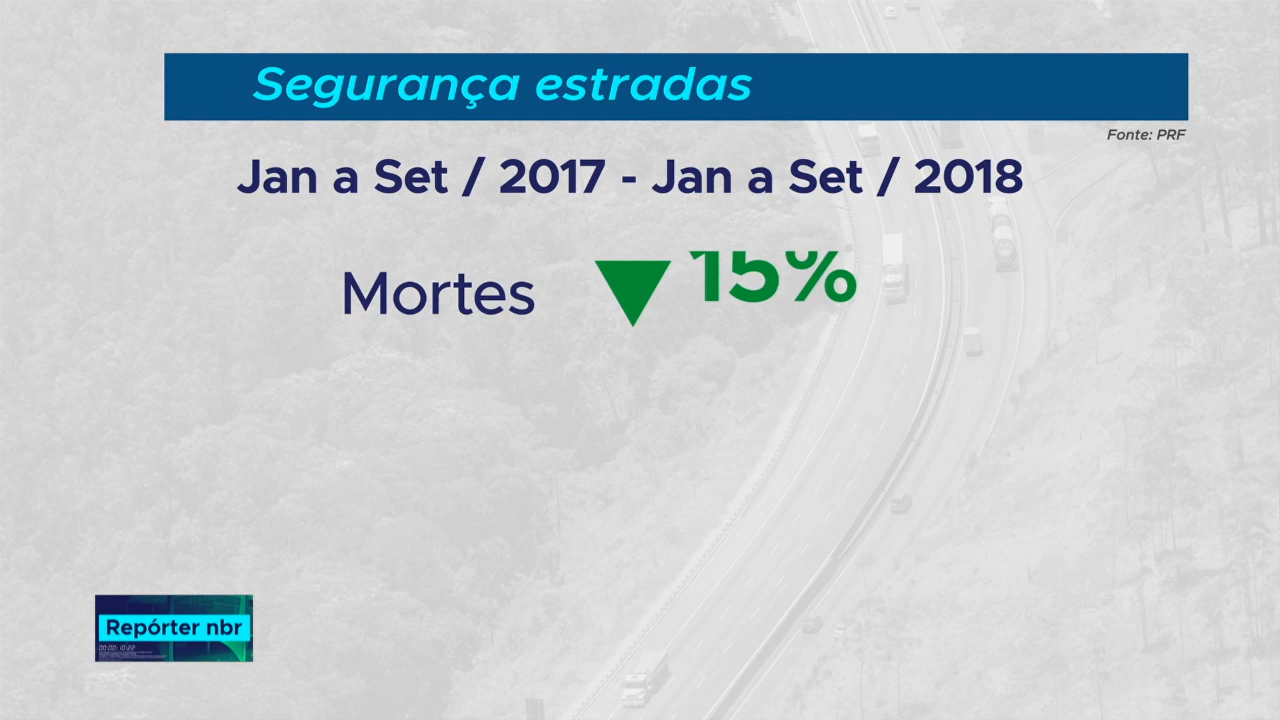 Segurança estradas
Fonte: PRF
Jan a Set / 2017 - Jan a Set / 2018
Mortes 15%
Repórter nbr